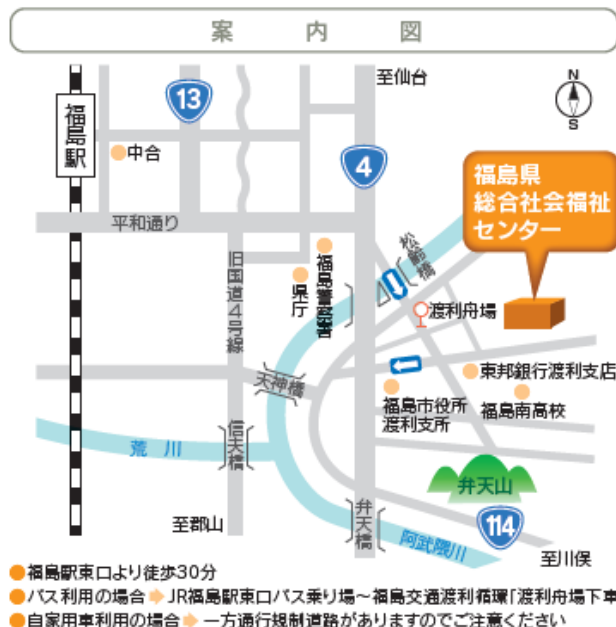 案内図
至仙台
N
S
13
4
福島駅
中合
福島県
総合社会福祉
センター
平和通り
松齢橋
旧国道4号線
福島警察署
県庁
渡利舟場
天神橋
東邦銀行渡利支店
福島市役所
渡利支所
福島南高校
信夫橋
荒川
弁天山
弁天橋
114
至郡山
阿武隈川
至川俣
●福島駅東口より徒歩30分
●バス利用の場合 ➡ JR福島駅東口バス乗り場～福島交通渡利循環「渡利舟場下車
●自家用車利用の場合 ➡ 一方通行規制道路がありますのでご注意ください